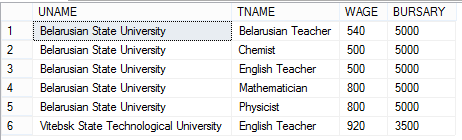 UNAME TNAME WAGE BURSARY
1 Belarusian State University Belarusian Teacher 540 5000
2 Belarusian State University Chemist 500 5000
3 Belarusian State University English Teacher 500 5000
4 Belarusian State University Mathematician 800 5000
5 Belarusian State University Physicist 800 5000
6 Vitebsk State Technological University English Teacher 920 3500